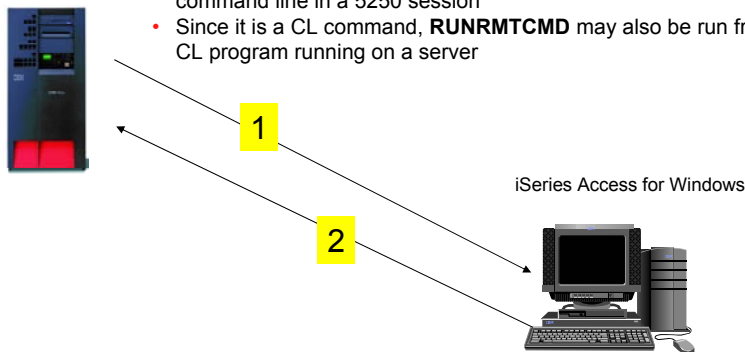 command line in a 5250 session
• Since it is a CL command, RUNRMTCMD may also be run
CL program running on a server
1
iSeries Access for Windows
2